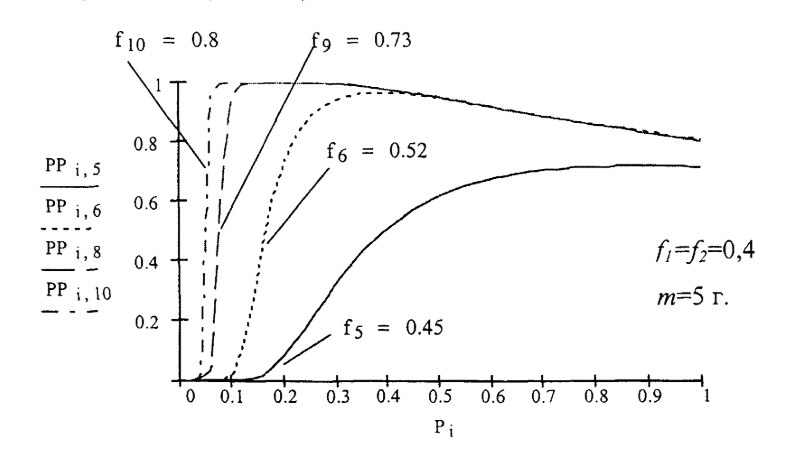 f10 = 0.8
f9 = 0.73
1
0.8
f6 = 0.52
PP i,5
0.6
PP i,6
PP i,8
0.4
f1=f2=0,4
PP i,10
m=5 г.
0.2
f5 = 0.45
0 0.1 0.2 0.3 0.4 0.5 0.6 0.7 0.8 0.9 1
Pi